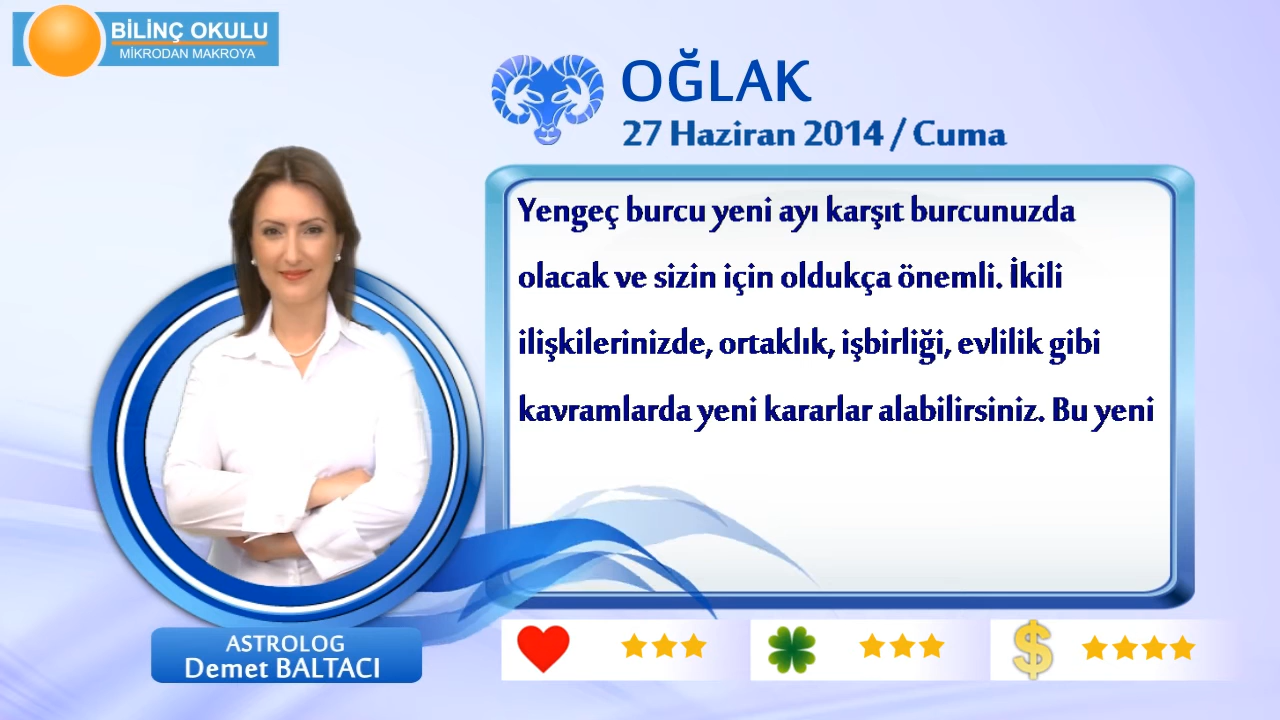 BİLİNÇ OKULU
MİKRODAN MAKROYA
OĞLAK
27 Haziran 2014 / Cuma
Yengeç burcu yeni ayı karşıt burcunuzda
olacak ve sizin için oldukça önemli. İkili
ilişkilerinizde, ortaklık, işbirliği, evlilik gibi
kavramlarda yeni kararlar alabilirsiniz. Bu yeni
ASTROLOG
Demet BALTACI